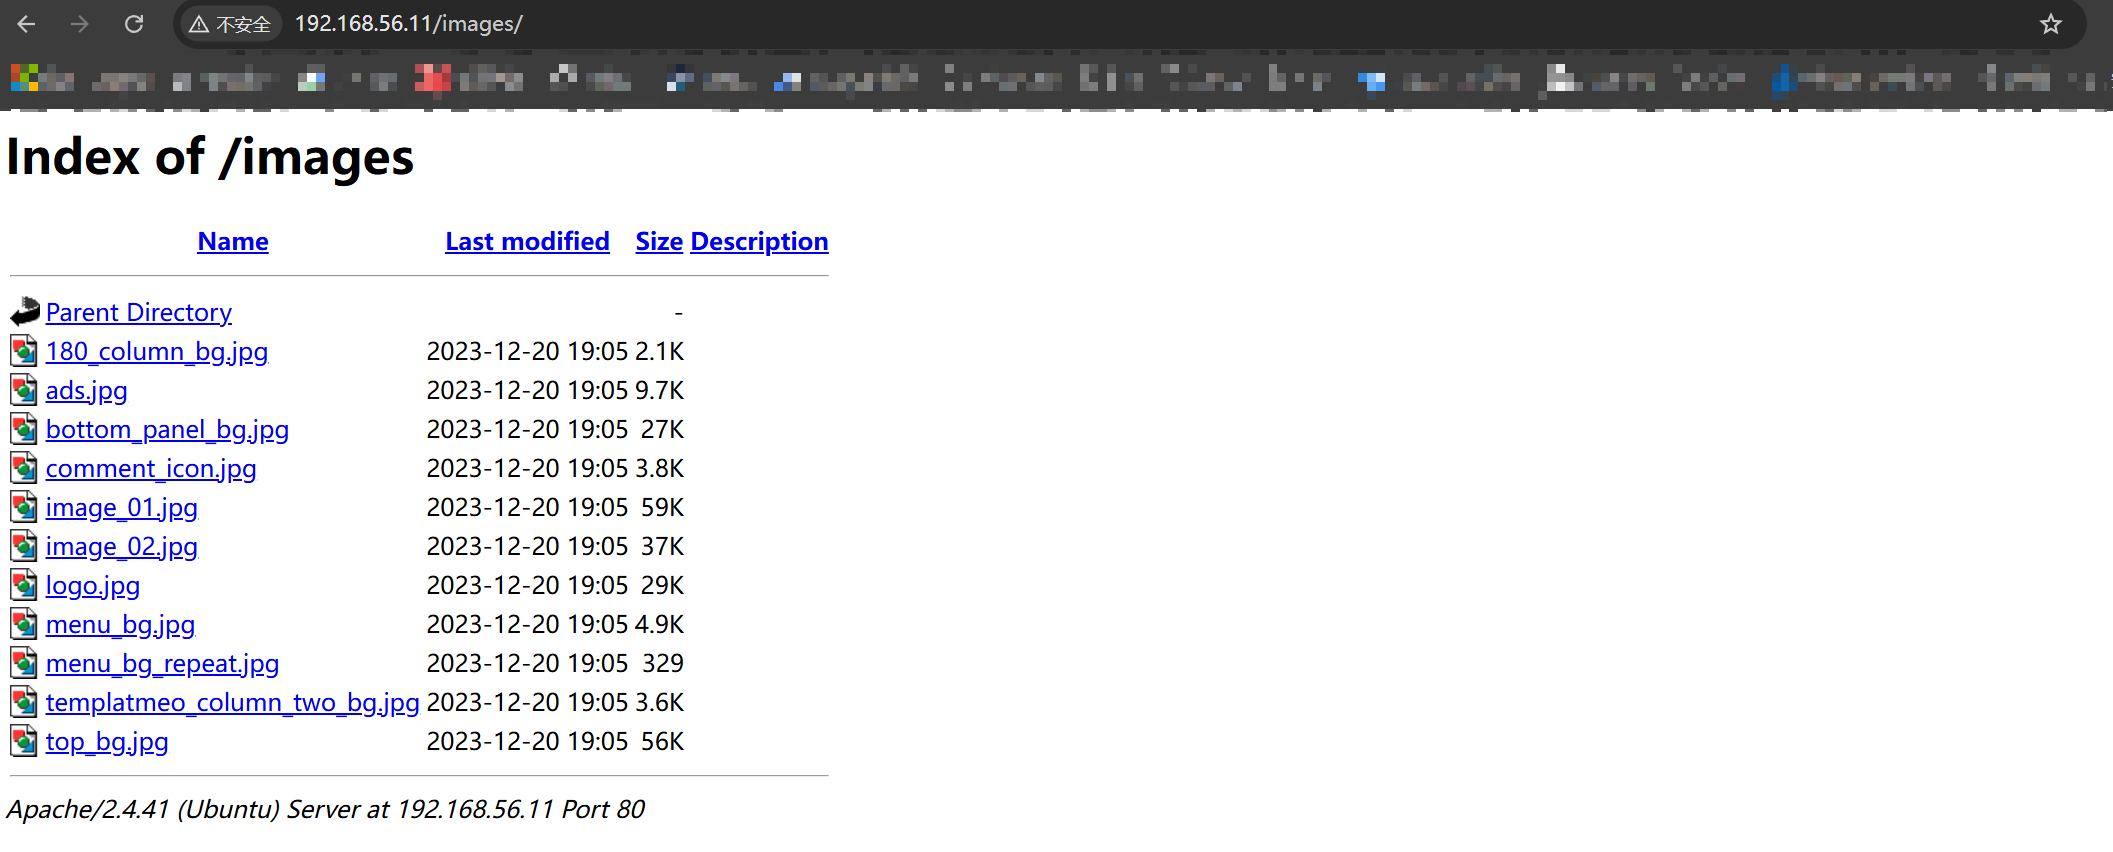 不安全 192.168.56.11/images/
Index of /images
Name Last modified Size Description
Parent Directory -
180_column_bg.jpg 2023-12-20 19:05 2.1K
ads.jpg 2023-12-20 19:05 9.7K
bottom_panel_bg.jpg 2023-12-20 19:05 27K
comment_icon.jpg 2023-12-20 19:05 3.8K
image_01.jpg 2023-12-20 19:05 59K
image_02.jpg 2023-12-20 19:05 37K
logo.jpg 2023-12-20 19:05 29K
menu_bg.jpg 2023-12-20 19:05 4.9K
menu_bg_repeat.jpg 2023-12-20 19:05 329
templatmeo_column_two_bg.jpg 2023-12-20 19:05 3.6K
top_bg.jpg 2023-12-20 19:05 56K
Apache/2.4.41 (Ubuntu) Server at 192.168.56.11 Port 80